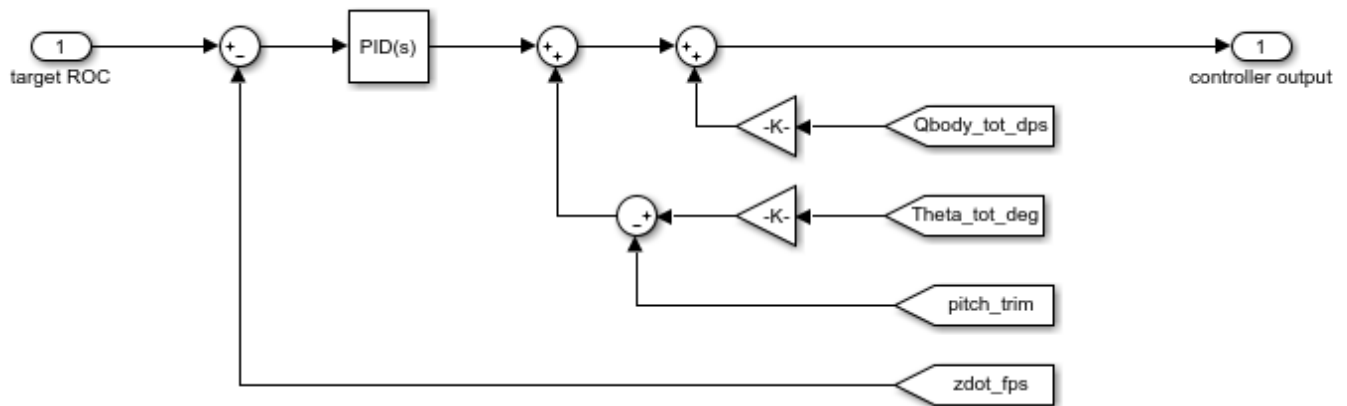 1
target ROC
+
−
PID(s)
+
+
+
+
1
controller output
-K-
Qbody_tot_dps
−
+
-K-
Theta_tot_deg
pitch_trim
zdot_fps